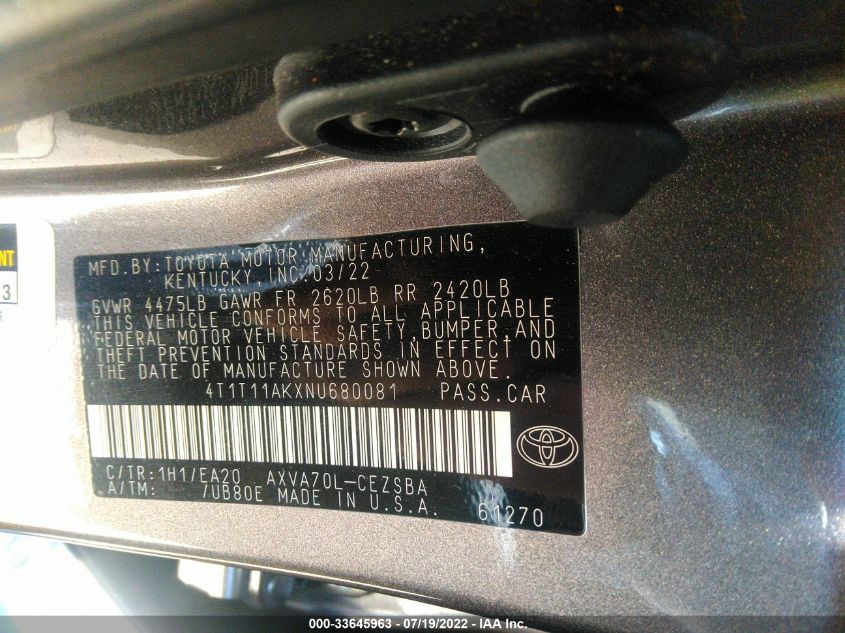 NT
3
MFD.BY:TOYOTA MOTOR MANUFACTURING,
KENTUCKY,INC.03/22
GVWR 4475LB GAWR FR 2620LB RR 2420LB
THIS VEHICLE CONFORMS TO ALL APPLICABLE
FEDERAL MOTOR VEHICLE SAFETY,BUMPER,AND
THEFT PREVENTION STANDARDS IN EFFECT ON
THE DATE OF MANUFACTURE SHOWN ABOVE.
4T1T11AKXNU680081 PASS.CAR
C/TR:1H1/EA20 AXVA70L-CEZSBA
A/TM: /UB80E MADE IN U.S.A. 61270
000-33645963 - 07/19/2022 - IAA Inc.